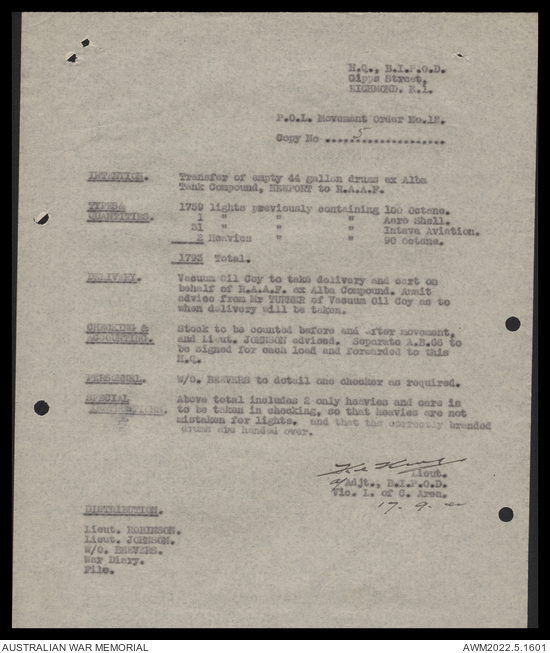 H.Q., B.I.P.O.D.
Gipps Street,
RICHMOND. E.1.
P.O.L. Movement Order No.12.
Copy No ...5...................
INTENTION. Transfer of empty 44 gallon drums ex Alba
Tank Compound, NEWPORT to R.A.A.F.
TYPES& 1759 lights previously containing 100 Octane.
QUANTITIES. 1 " " " Aero Shell.
31 " " " Intava Aviation.
2 Heavies " " 90 Octane.
1793 Total.
DELIVERY. Vacuum Oil Coy to take delivery and cart on
behalf of R.A.A.F. ex Alba Compound. Await
advice from Mr TURNER of Vacuum Oil Coy as to
when delivery will be taken.
CHECKING & Stock to be counted before and after movement,
ACCOUNTING. and Lieut. JOHNSON advised. Separate A.B.66 to
be signed for each load and forwarded to this
H.Q.
PERSONNEL. W/O. BEEVERS to detail one checker as required.
SPECIAL Above total includes 2 only heavies and care is
to be taken in checking, so that heavies are not
mistaken for lights. and that the correctly branded
drums are handed over.
Lieut.
a/Adjt., B.I.P.O.D.
Vic. L. of C. Area.
17. 9.
DISTRIBUTION.
Lieut. ROBINSON.
Lieut. JOHNSON.
W/O. BEEVERS.
War Diary.
File.
AUSTRALIAN WAR MEMORIAL
AWM2022.5.1601